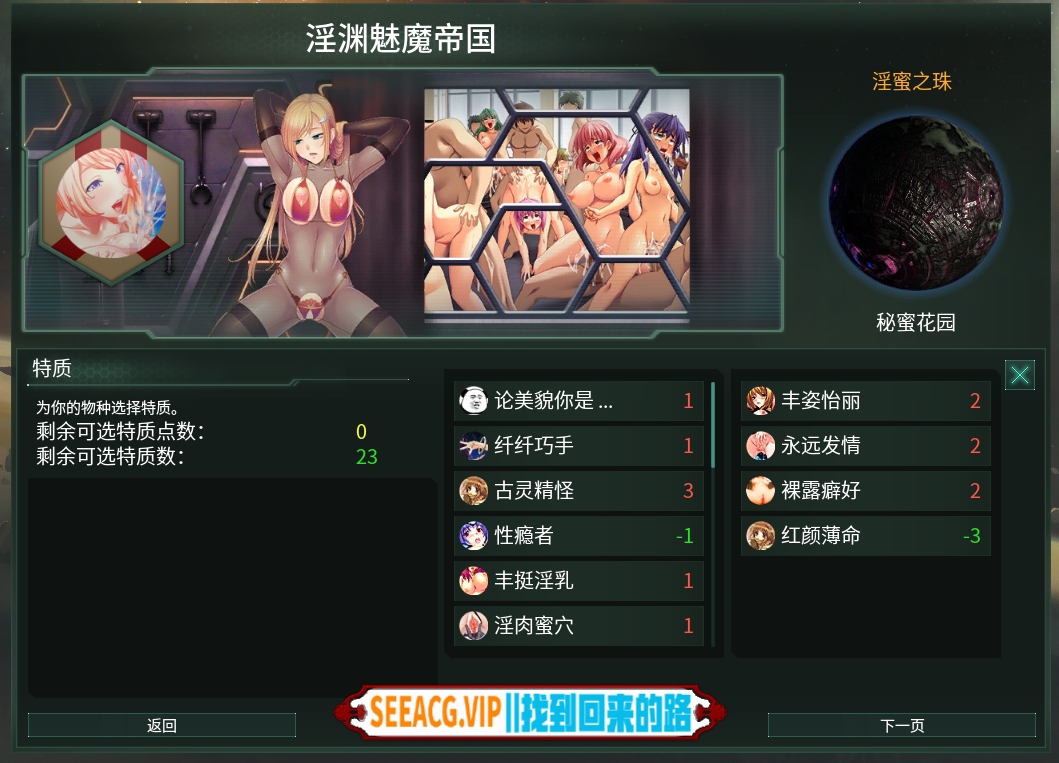 淫渊魅魔帝国
淫蜜之珠
秘蜜花园
特质
为你的物种选择特质。
剩余可选特质点数： 0
剩余可选特质数： 23
论美貌你是 ... 1
纤纤巧手 1
古灵精怪 3
性瘾者 -1
丰挺淫乳 1
淫肉蜜穴 1
丰姿怡丽 2
永远发情 2
裸露癖好 2
红颜薄命 -3
返回
SEEACG.VIP||找到回来的路
下一页